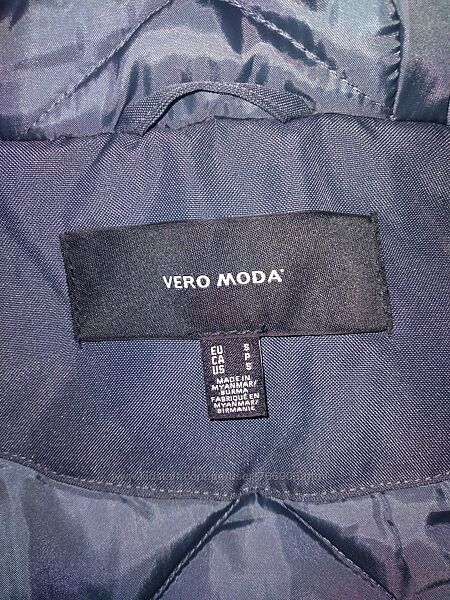 VERO MODA
EU S
CA P
US S
MADE IN
MYANMAR/
BURMA
FABRIQUÉ EN
MYANMAR/
BIRMANIE